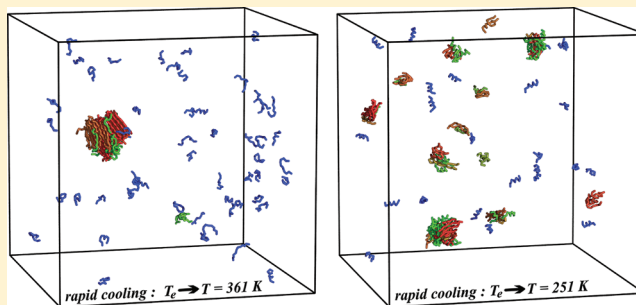 rapid cooling : Te → T = 361 K
rapid cooling : Te → T = 251 K